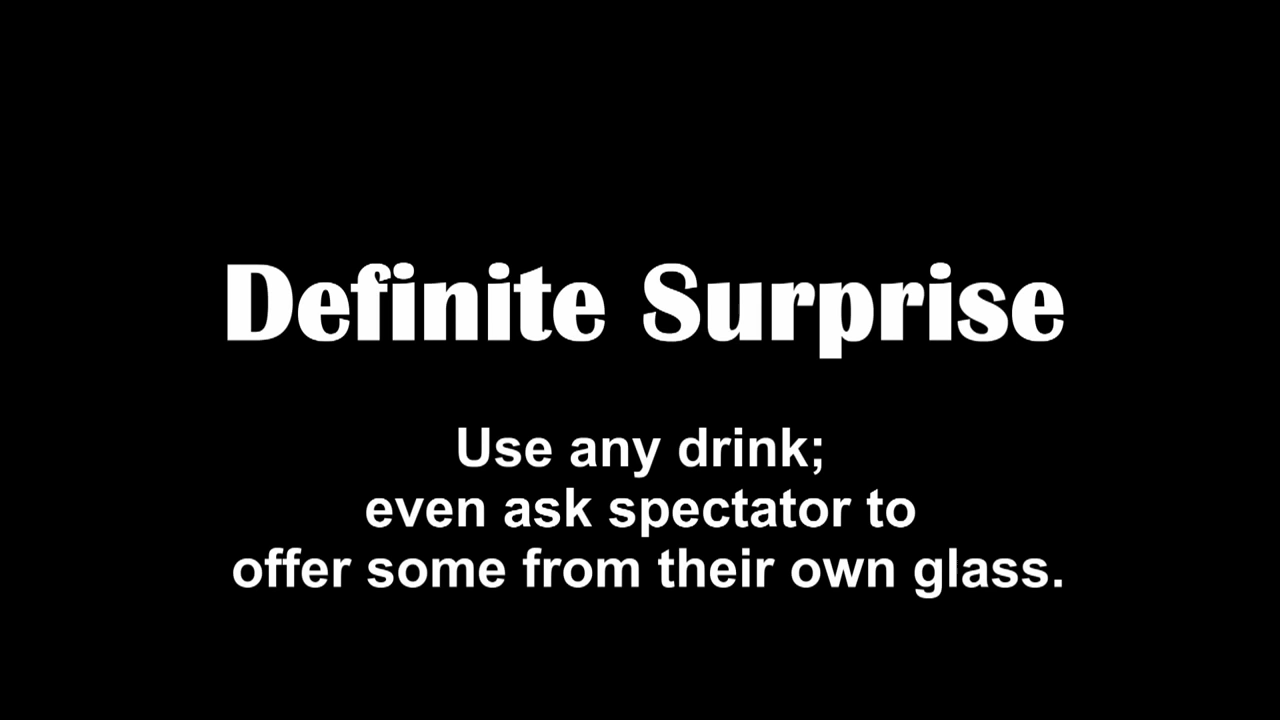 Definite Surprise
Use any drink;
even ask spectator to
offer some from their own glass.